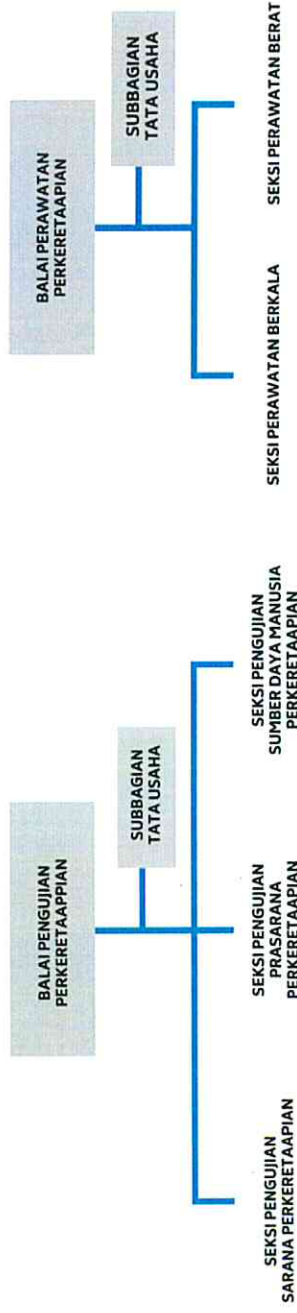 BALAI PENGUJIAN
PERKERETAAPPIAN
SUBBAGIAN
TATA USAHA
SEKSI PENGUJIAN
SARANA PERKERETAAPIAN
SEKSI PENGUJIAN
PRASARANA
PERKERETAAPIAN
SEKSI PENGUJIAN
SUMBER DAYA MANUSIA
PERKERETAAPIAN
BALAI PERAWATAN
PERKERETAAPIAN
SUBBAGIAN
TATA USAHA
SEKSI PERAWATAN BERKALA
SEKSI PERAWATAN BERAT